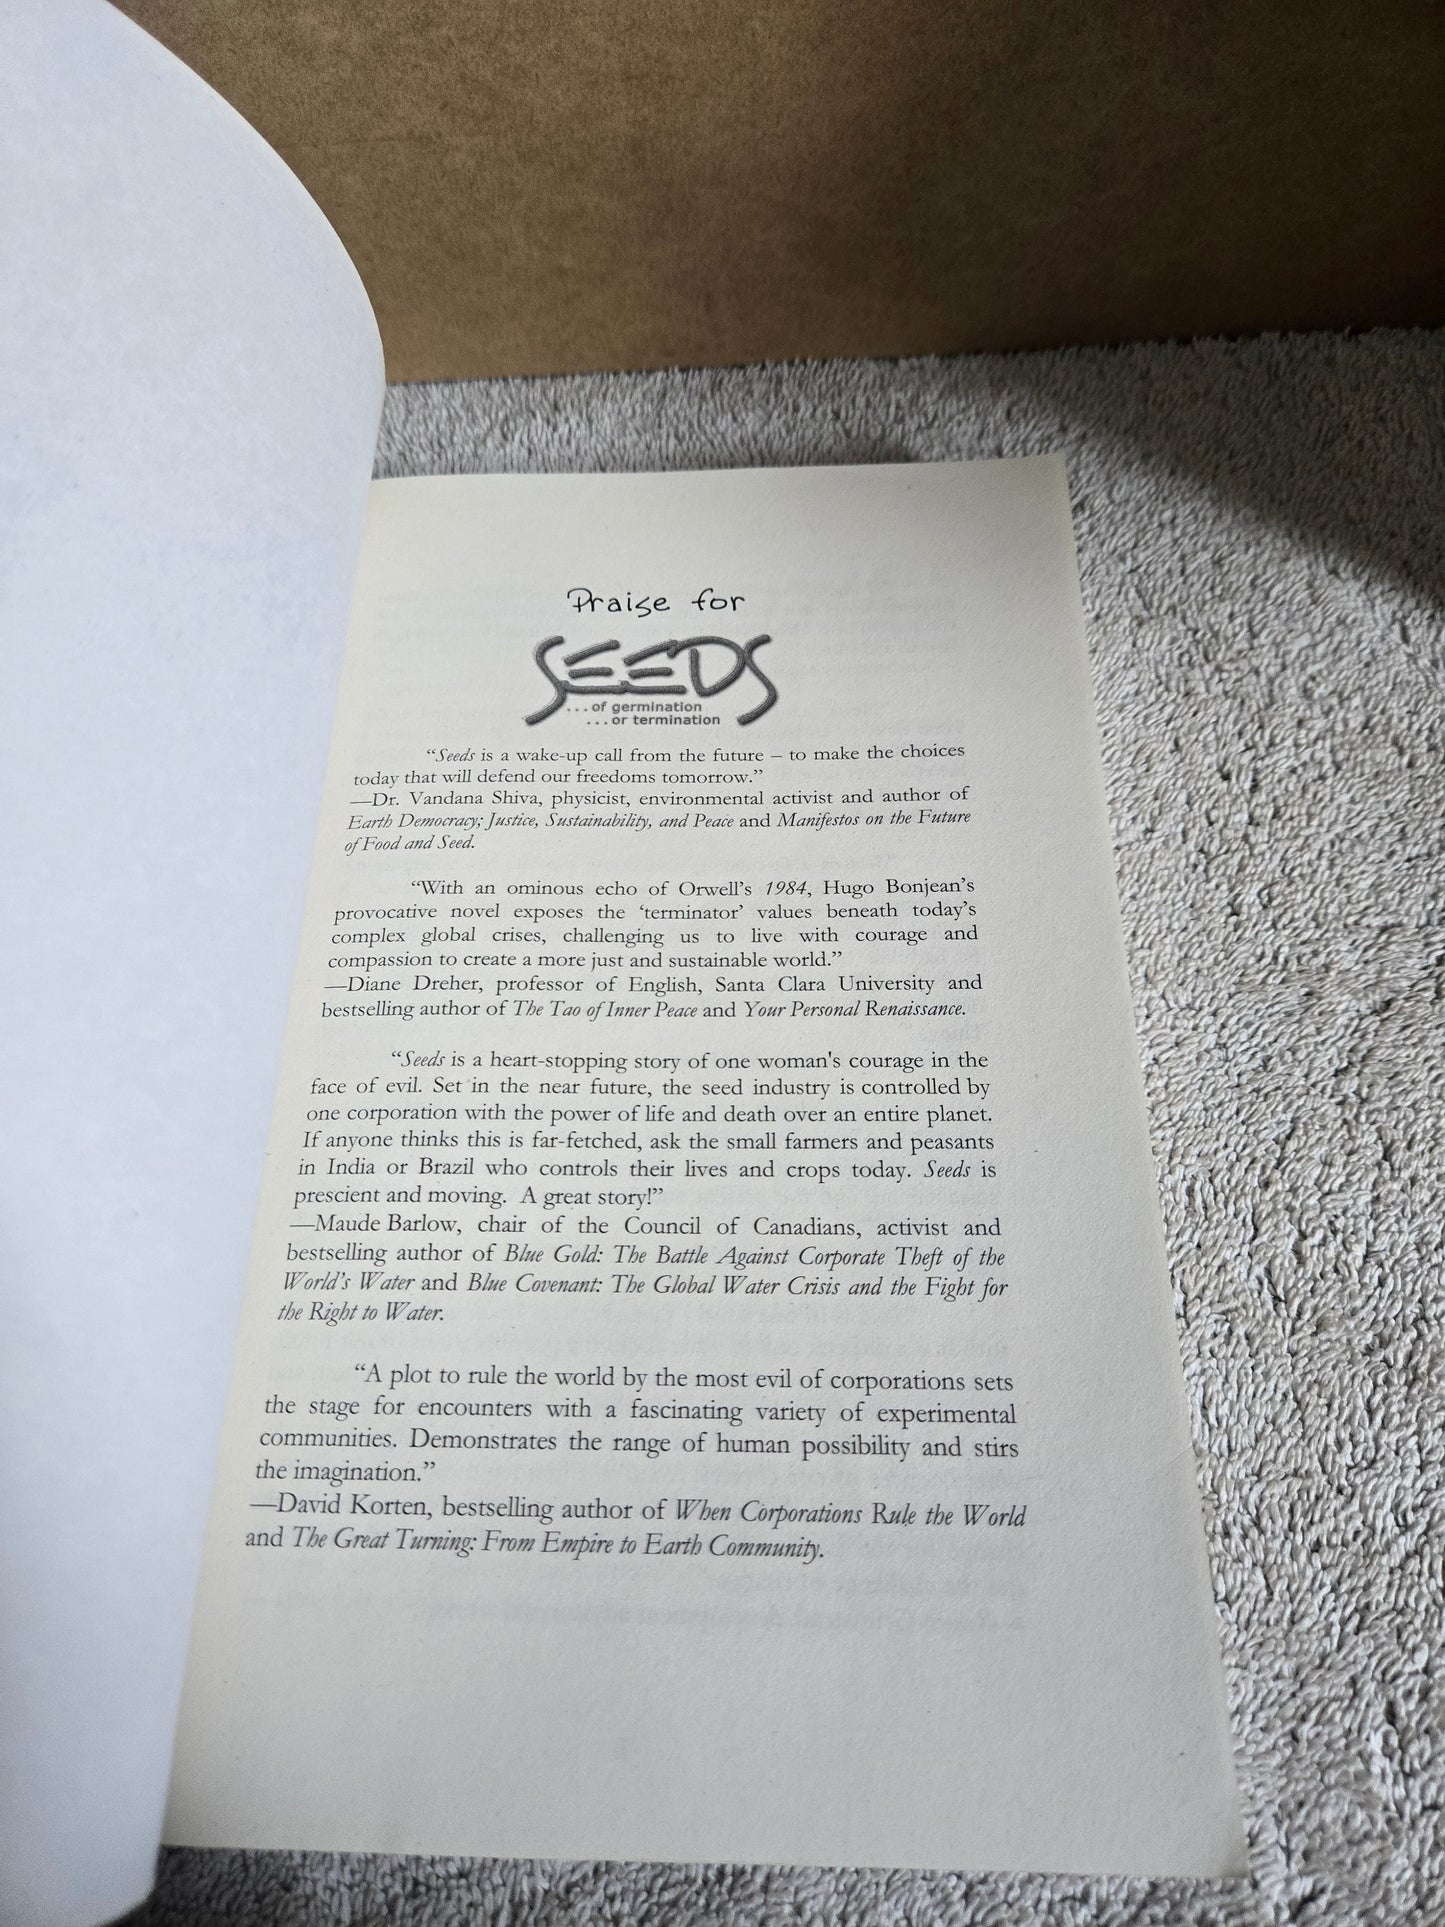 Praise for
SEEDS
...of germination
...or termination
“Seeds is a wake-up call from the future – to make the choices
today that will defend our freedoms tomorrow.”
—Dr. Vandana Shiva, physicist, environmental activist and author of
Earth Democracy; Justice, Sustainability, and Peace and Manifestos on the Future
of Food and Seed.
“With an ominous echo of Orwell’s 1984, Hugo Bonjean’s
provocative novel exposes the ‘terminator’ values beneath today’s
complex global crises, challenging us to live with courage and
compassion to create a more just and sustainable world.”
—Diane Dreher, professor of English, Santa Clara University and
bestselling author of The Tao of Inner Peace and Your Personal Renaissance.
“Seeds is a heart-stopping story of one woman's courage in the
face of evil. Set in the near future, the seed industry is controlled by
one corporation with the power of life and death over an entire planet.
If anyone thinks this is far-fetched, ask the small farmers and peasants
in India or Brazil who controls their lives and crops today. Seeds is
prescient and moving. A great story!”
—Maude Barlow, chair of the Council of Canadians, activist and
bestselling author of Blue Gold: The Battle Against Corporate Theft of the
World’s Water and Blue Covenant: The Global Water Crisis and the Fight for
the Right to Water.
“A plot to rule the world by the most evil of corporations sets
the stage for encounters with a fascinating variety of experimental
communities. Demonstrates the range of human possibility and stirs
the imagination.”
—David Korten, bestselling author of When Corporations Rule the World
and The Great Turning: From Empire to Earth Community.